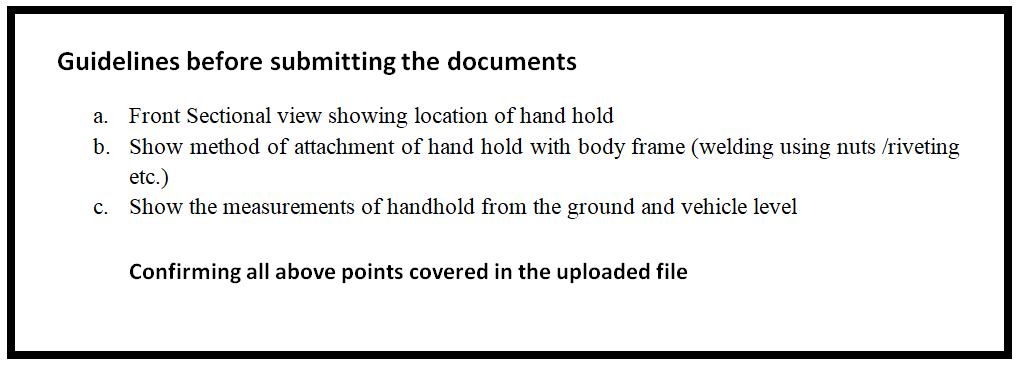 Guidelines before submitting the documents
a. Front Sectional view showing location of hand hold
b. Show method of attachment of hand hold with body frame (welding using nuts /riveting
etc.)
c. Show the measurements of handhold from the ground and vehicle level
Confirming all above points covered in the uploaded file